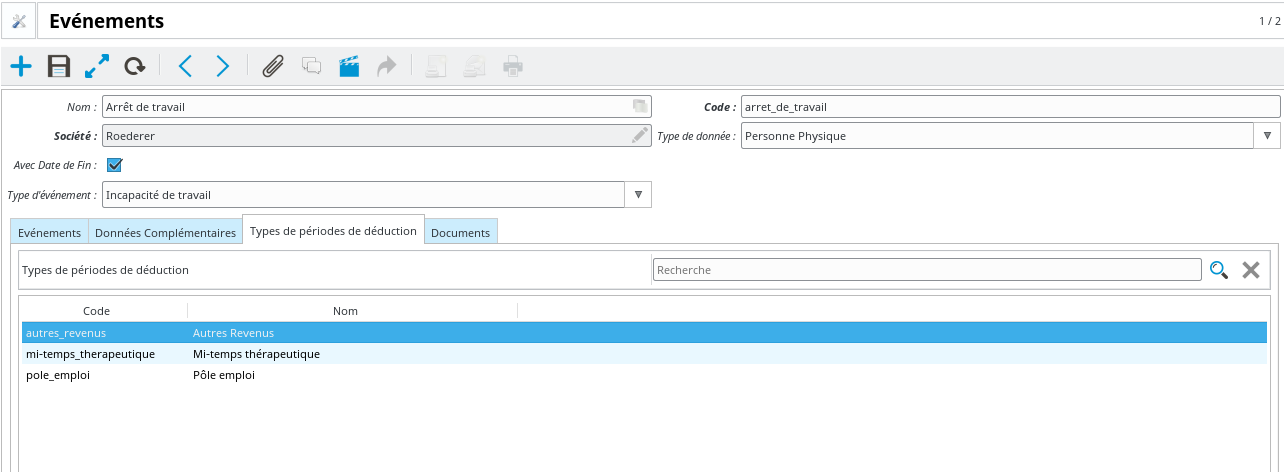 Evénements
1 / 2
Nom : Arrêt de travail
Code : arret_de_travail
Société : Roederer
Type de donnée : Personne Physique
Avec Date de Fin :
Type d'événement : Incapacité de travail
Evénements Données Complémentaires Types de périodes de déduction Documents
Types de périodes de déduction Recherche
Code Nom
autres_revenus Autres Revenus
mi-temps_therapeutique Mi-temps thérapeutique
pole_emploi Pôle emploi